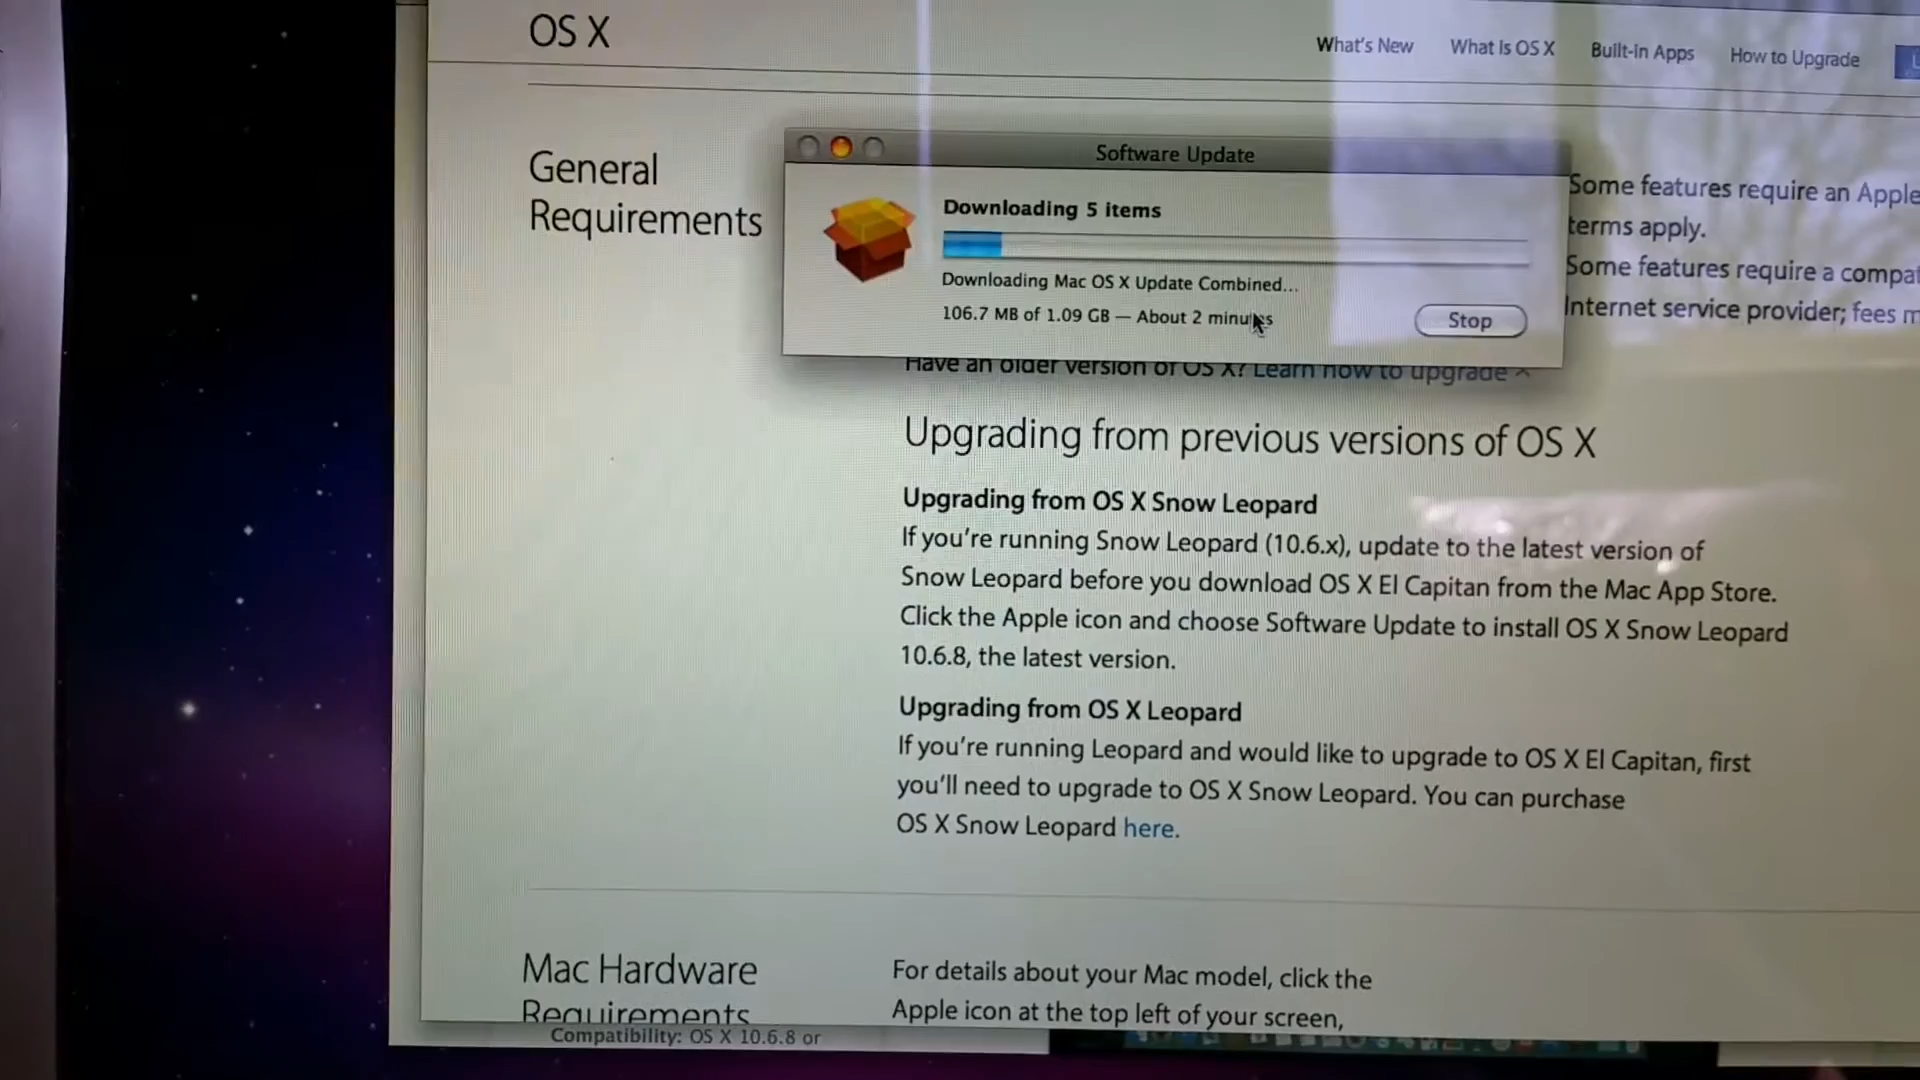 OS X
What's New
What Is OS X
Built-in Apps
How to Upgrade
General
Requirements
Software Update
Downloading 5 items
Downloading Mac OS X Update Combined...
106.7 MB of 1.09 GB — About 2 minutes
Stop
Some features require an Apple
terms apply.
Some features require a
Internet service provider; fees
Have an older version of OS X? Learn how to upgrade ^
Upgrading from previous versions of OS X
Upgrading from OS X Snow Leopard
If you're running Snow Leopard (10.6.x), update to the latest version of
Snow Leopard before you download OS X El Capitan from the Mac App Store.
Click the Apple icon and choose Software Update to install OS X Snow Leopard
10.6.8, the latest version.
Upgrading from OS X Leopard
If you're running Leopard and would like to upgrade to OS X El Capitan, first
you'll need to upgrade to OS X Snow Leopard. You can purchase
OS X Snow Leopard here.
Mac Hardware
Requirements
For details about your Mac model, click the
Apple icon at the top left of your screen,
Compatibility: OS X 10.6.8 or